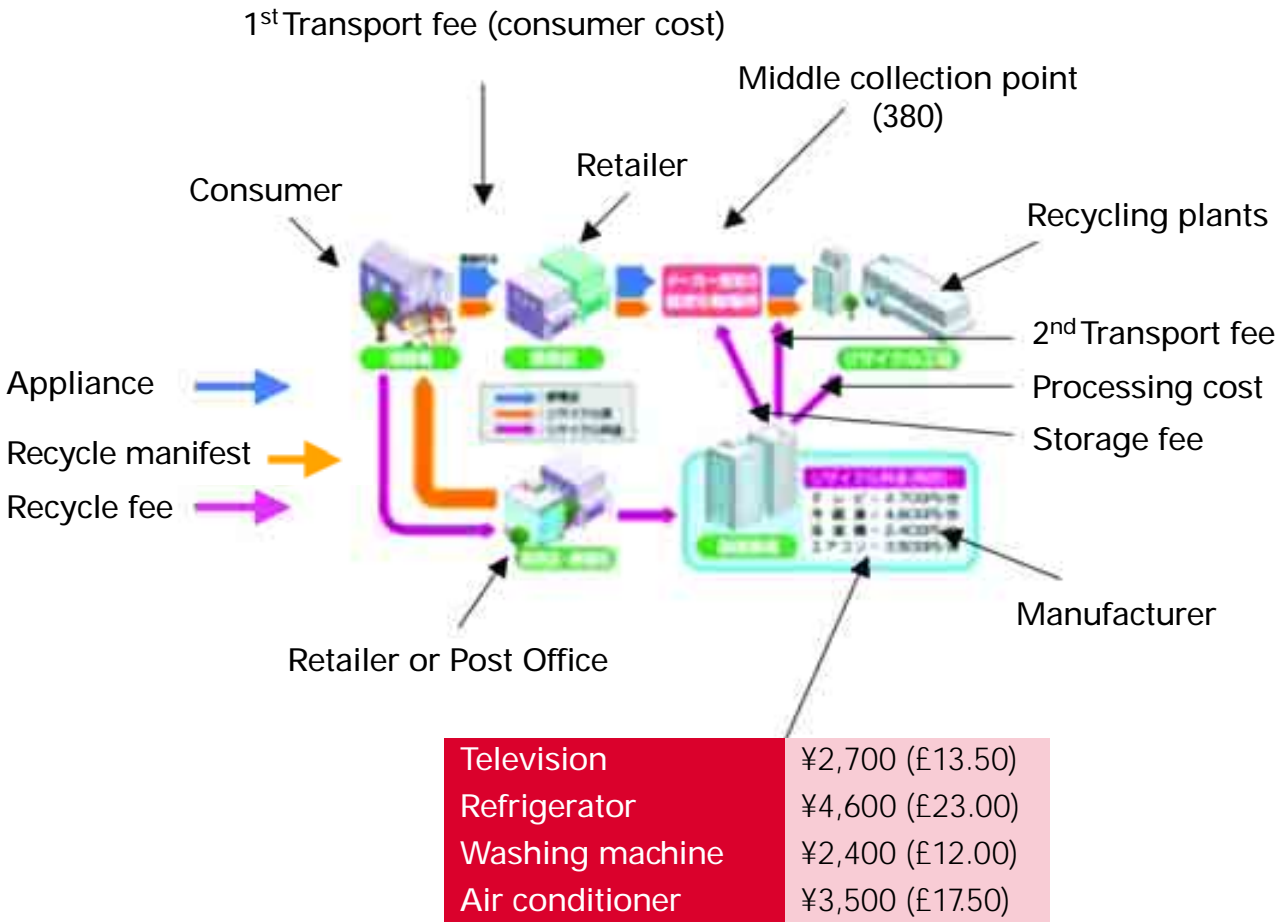 1st Transport fee (consumer cost)
Middle collection point
(380)
Retailer
Consumer
Recycling plants
2nd Transport fee
Appliance
Processing cost
Storage fee
Recycle manifest
Recycle fee
Manufacturer
Retailer or Post Office
Television ¥2,700 (£13.50)
Refrigerator ¥4,600 (£23.00)
Washing machine ¥2,400 (£12.00)
Air conditioner ¥3,500 (£17.50)